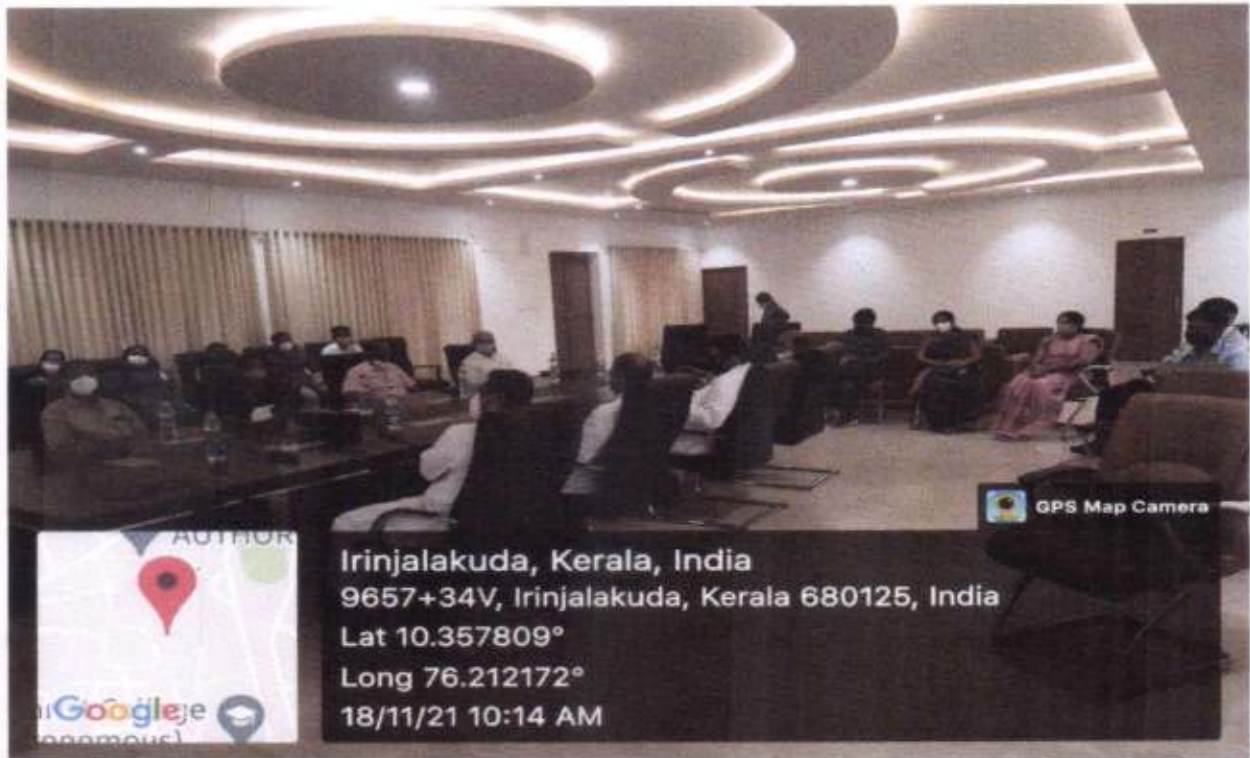 GPS Map Camera
AUTHOR
Google
Irinjalakuda, Kerala, India
9657+34V, Irinjalakuda, Kerala 680125, India
Lat 10.357809°
Long 76.212172°
18/11/21 10:14 AM